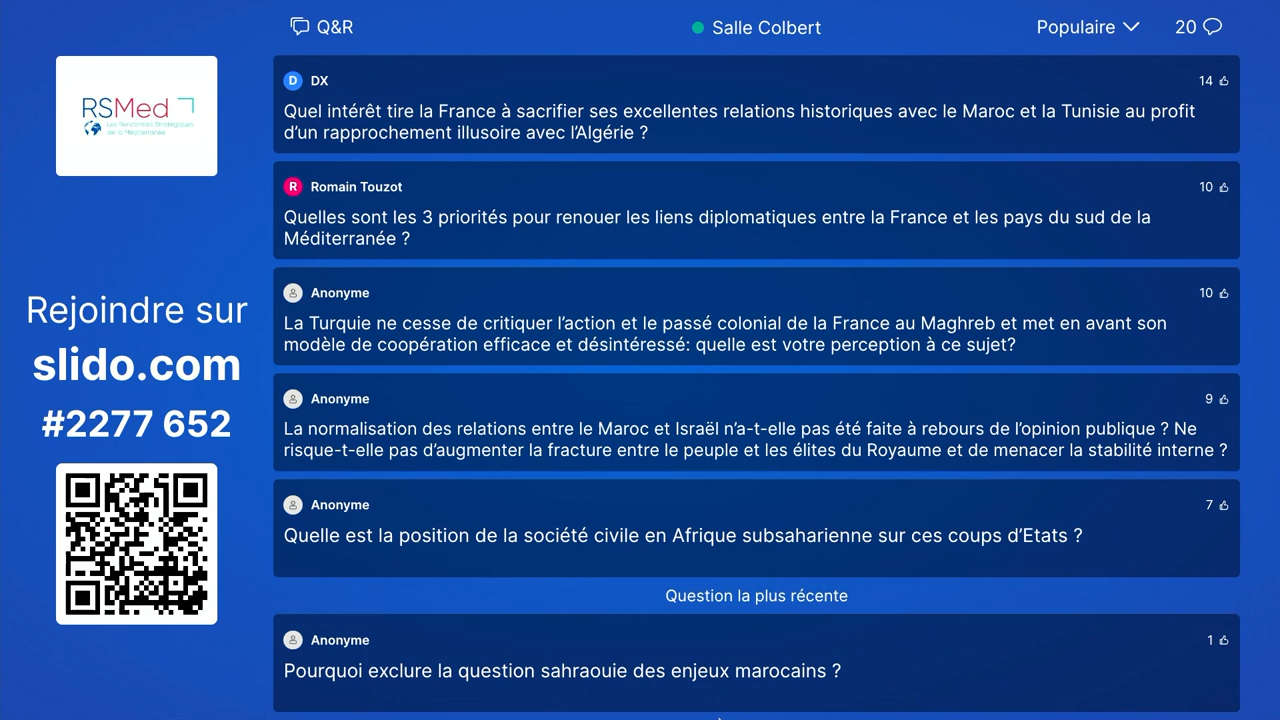 Q&R
Salle Colbert
Populaire
20
RSMed
Les Rencontres Stratégiques
de la Méditerranée
Rejoindre sur
slido.com
#2277 652
D
DX
14
Quel intérêt tire la France à sacrifier ses excellentes relations historiques avec le Maroc et la Tunisie au profit
d'un rapprochement illusoire avec l'Algérie ?
R
Romain Touzot
10
Quelles sont les 3 priorités pour renouer les liens diplomatiques entre la France et les pays du sud de la
Méditerranée ?
Anonyme
10
La Turquie ne cesse de critiquer l'action et le passé colonial de la France au Maghreb et met en avant son
modèle de coopération efficace et désintéressé: quelle est votre perception à ce sujet?
Anonyme
9
La normalisation des relations entre le Maroc et Israël n'a-t-elle pas été faite à rebours de l'opinion publique ? Ne
risque-t-elle pas d'augmenter la fracture entre le peuple et les élites du Royaume et de menacer la stabilité interne ?
Anonyme
7
Quelle est la position de la société civile en Afrique subsaharienne sur ces coups d'Etats ?
Question la plus récente
Anonyme
1
Pourquoi exclure la question sahraouie des enjeux marocains ?